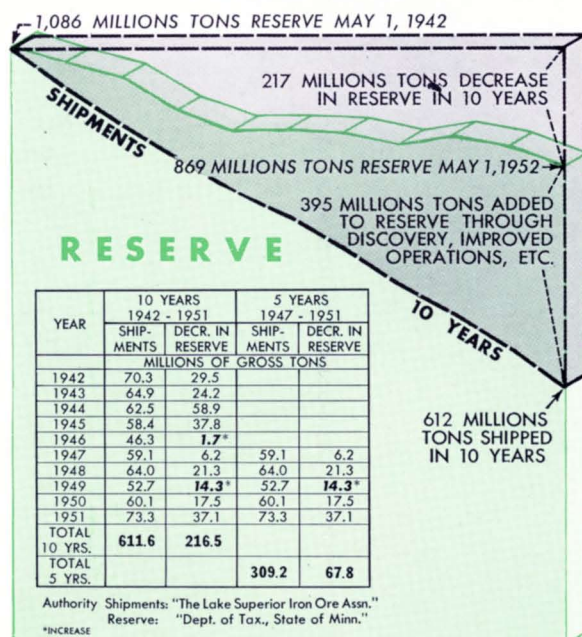 1,086 MILLIONS TONS RESERVE MAY 1, 1942
217 MILLIONS TONS DECREASE
IN RESERVE IN 10 YEARS
SHIPMENTS
869 MILLIONS TONS RESERVE MAY 1, 1952
395 MILLIONS TONS ADDED
TO RESERVE THROUGH
DISCOVERY, IMPROVED
OPERATIONS, ETC.
RESERVE
10 YEARS
612 MILLIONS
TONS SHIPPED
IN 10 YEARS
YEAR 10 YEARS 1942 - 1951 5 YEARS 1947 - 1951
SHIP-MENTS DECR. IN RESERVE SHIP-MENTS DECR. IN RESERVE
MILLIONS OF GROSS TONS
1942 70.3 29.5
1943 64.9 24.2
1944 62.5 58.9
1945 58.4 37.8
1946 46.3 1.7*
1947 59.1 6.2 59.1 6.2
1948 64.0 21.3 64.0 21.3
1949 52.7 14.3* 52.7 14.3*
1950 60.1 17.5 60.1 17.5
1951 73.3 37.1 73.3 37.1
TOTAL 10 YRS. 611.6 216.5
TOTAL 5 YRS. 309.2 67.8
Authority Shipments: "The Lake Superior Iron Ore Assn."
Reserve: "Dept. of Tax., State of Minn."
*INCREASE